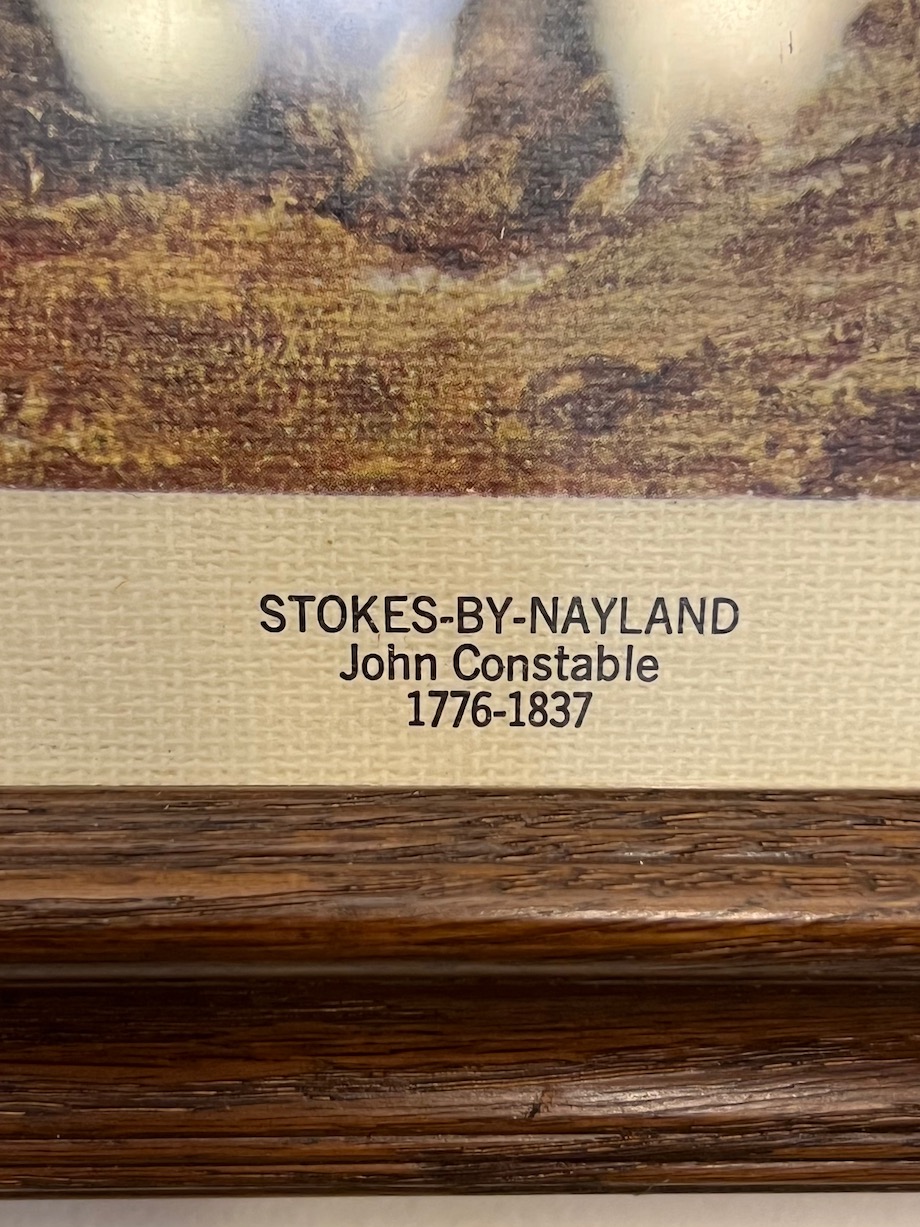 STOKES-BY-NAYLAND
John Constable
1776-1837